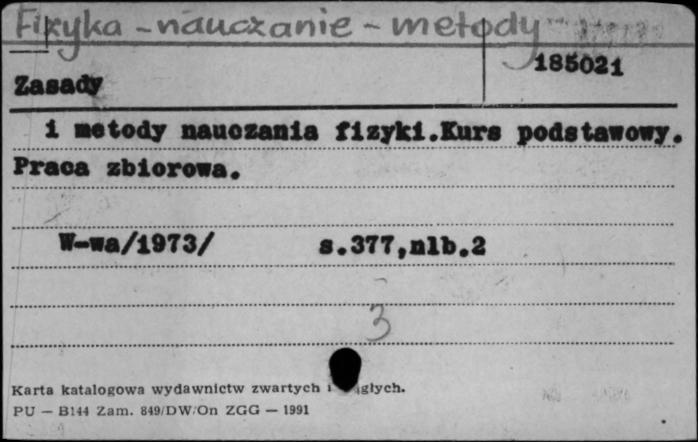 Fizyka - nauczanie - metody
185021
Zasady
i metody nauczania fizyki.Kurs podstawowy.
Praca zbiorowa.
W-wa/1973/ s.377,nlb.2
3
Karta katalogowa wydawnictw zwartych i
PU — B144 Zam. 849/DW/On ZGG — 1991